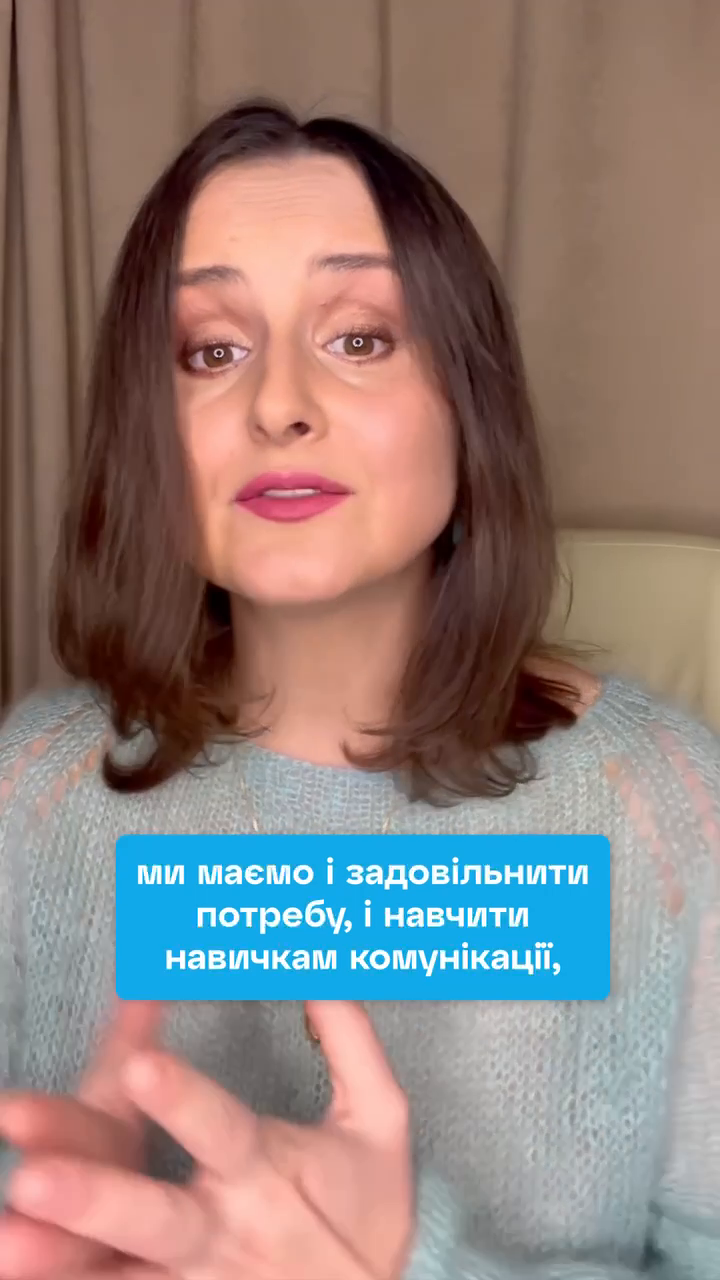 ми маємо і задовільнити
потребу, і навчити
навичкам комунікації,